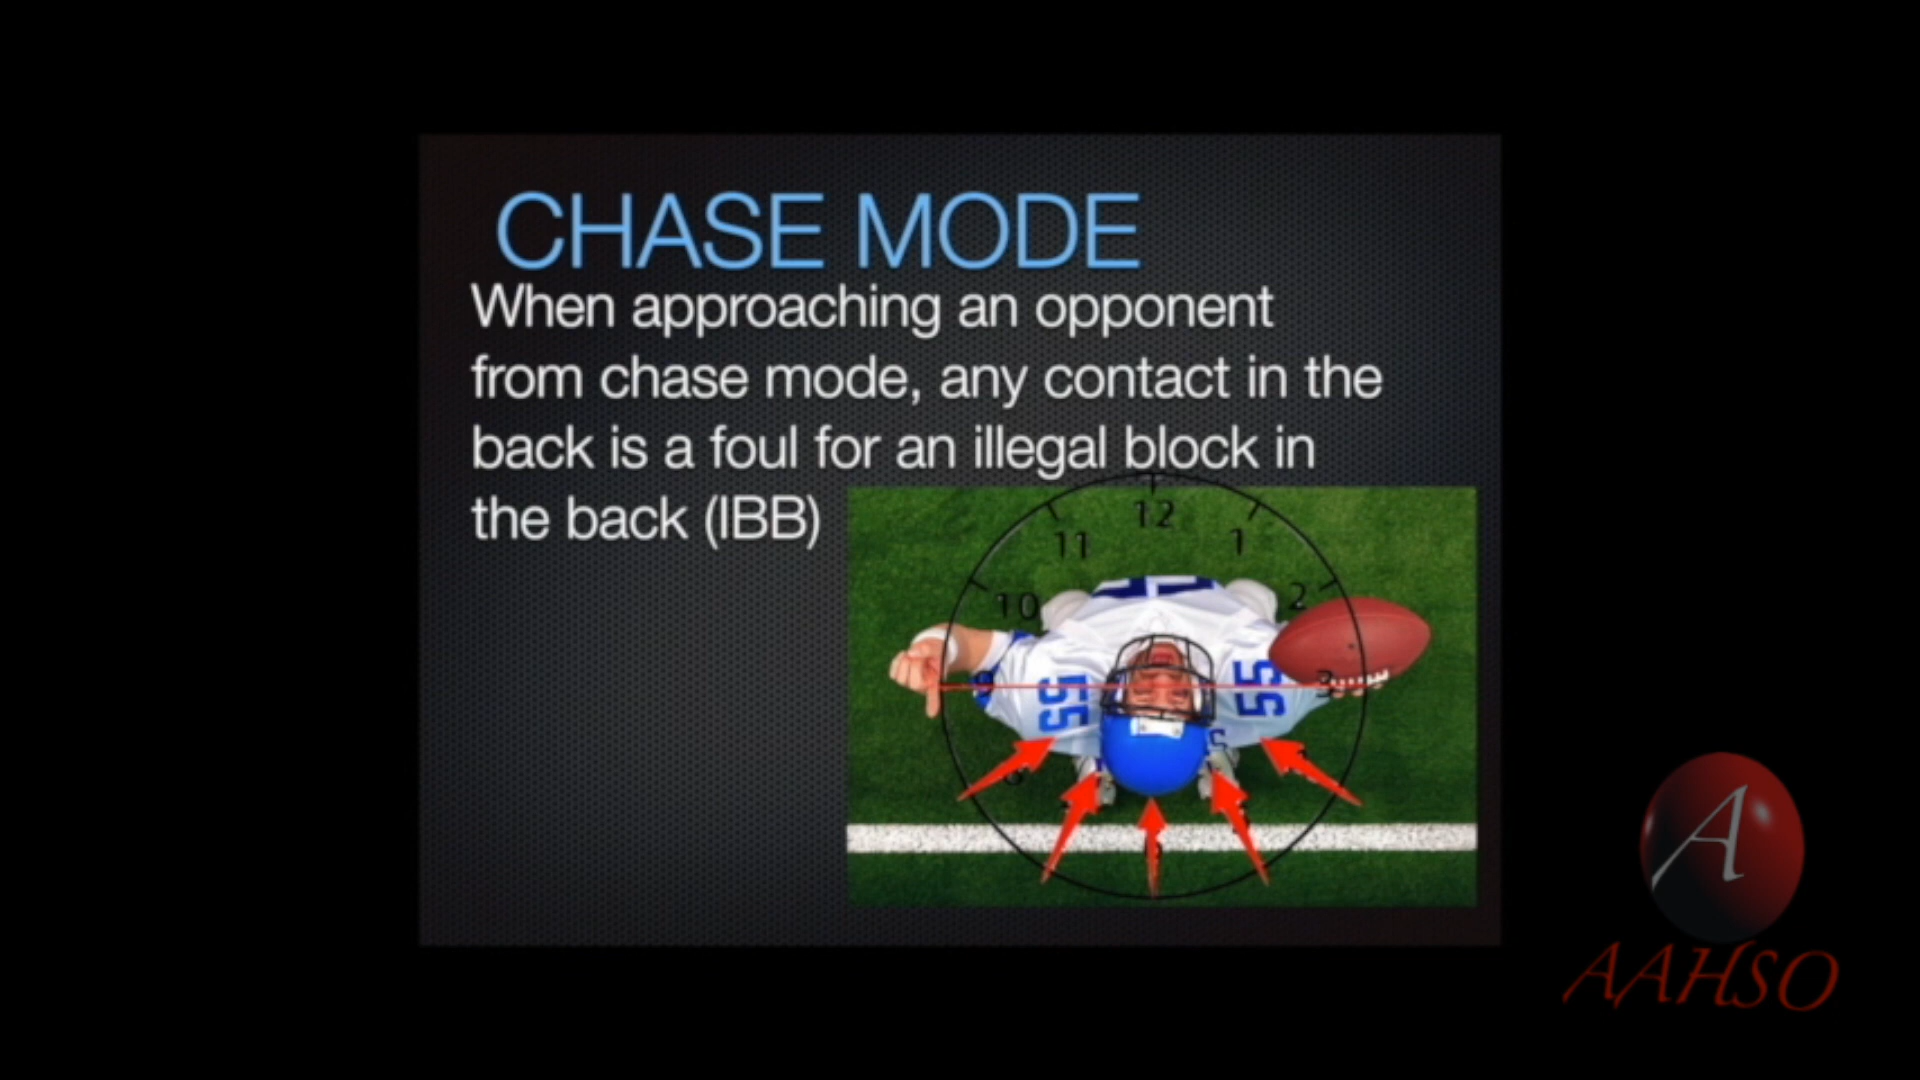 CHASE MODE
When approaching an opponent
from chase mode, any contact in the
back is a foul for an illegal block in
the back (IBB)
12
11
1
10
2
3
55
55
A
AAHSO